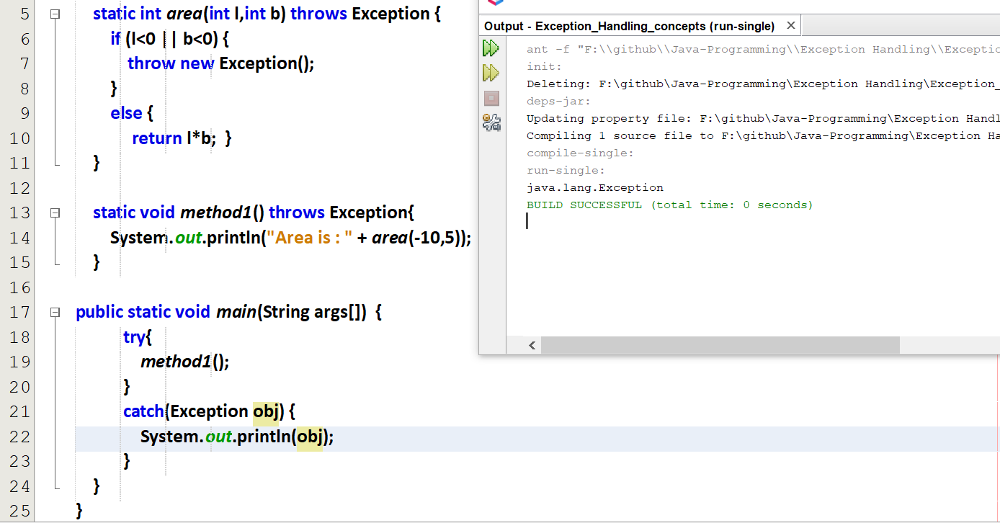 5 static int area(int l,int b) throws Exception {
6 if (l<0 || b<0) {
7 throw new Exception();
8 }
9 else {
10 return l*b; }
11 }
12
13 static void method1() throws Exception{
14 System.out.println("Area is : " + area(-10,5));
15 }
16
17 public static void main(String args[]) {
18 try{
19 method1();
20 }
21 catch(Exception obj) {
22 System.out.println(obj);
23 }
24 }
25 }
Output - Exception_Handling_concepts (run-single) ×
ant -f "F:\\github\\Java-Programming\\Exception Handling\\Exceptio
init:
Deleting: F:\github\Java-Programming\Exception Handling\Exception_
deps-jar:
Updating property file: F:\github\Java-Programming\Exception Handl
Compiling 1 source file to F:\github\Java-Programming\Exception Ha
compile-single:
run-single:
java.lang.Exception
BUILD SUCCESSFUL (total time: 0 seconds)